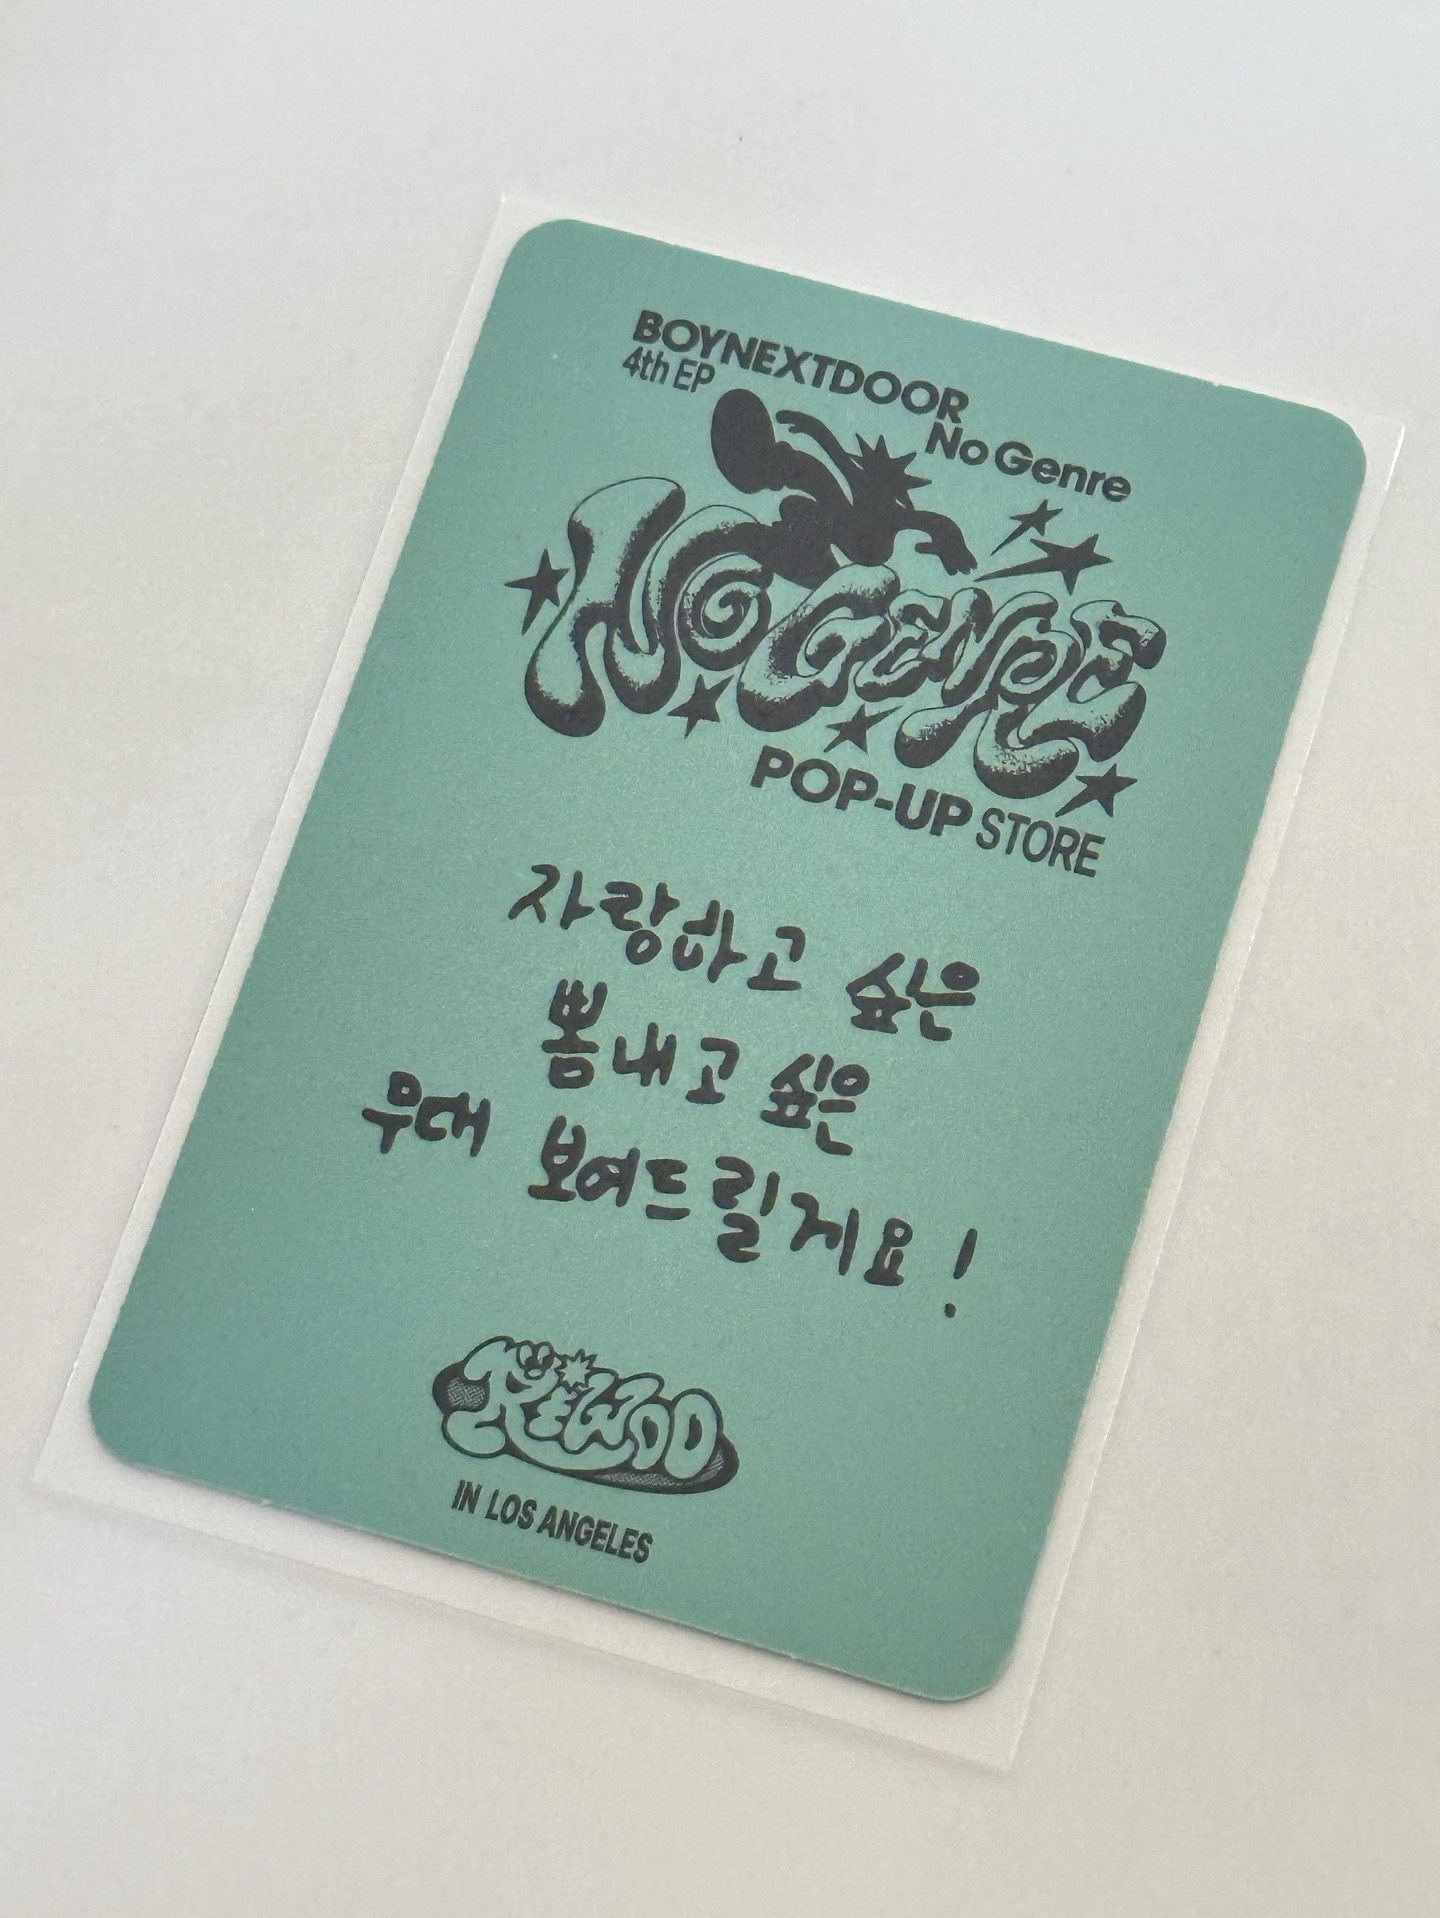 BOYNEXTDOOR
4th EP
No Genre
NO GENRE
POP-UP STORE
자랑하고 싶은
뽐내고 싶은
무대 보여드릴게요!
IN LOS ANGELES